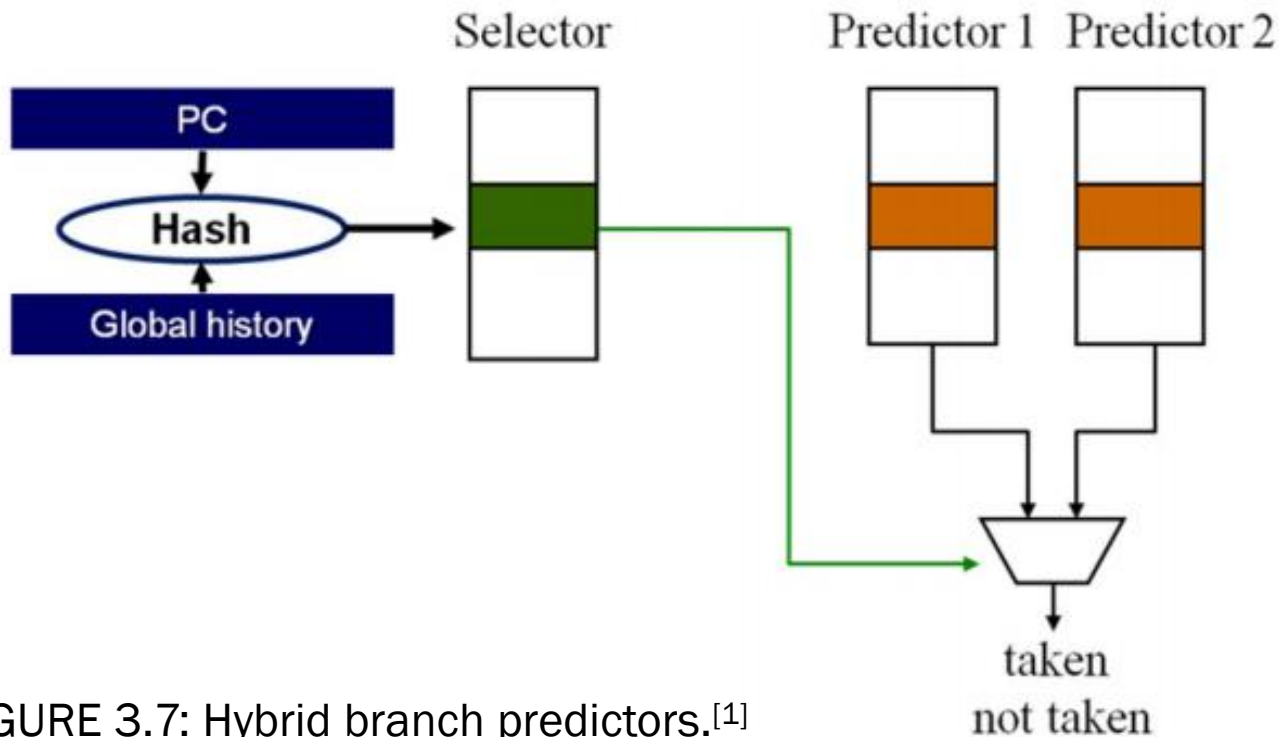 Selector
Predictor 1 Predictor 2
PC
Hash
Global history
taken
not taken
GURE 3.7: Hybrid branch predictors.[1]